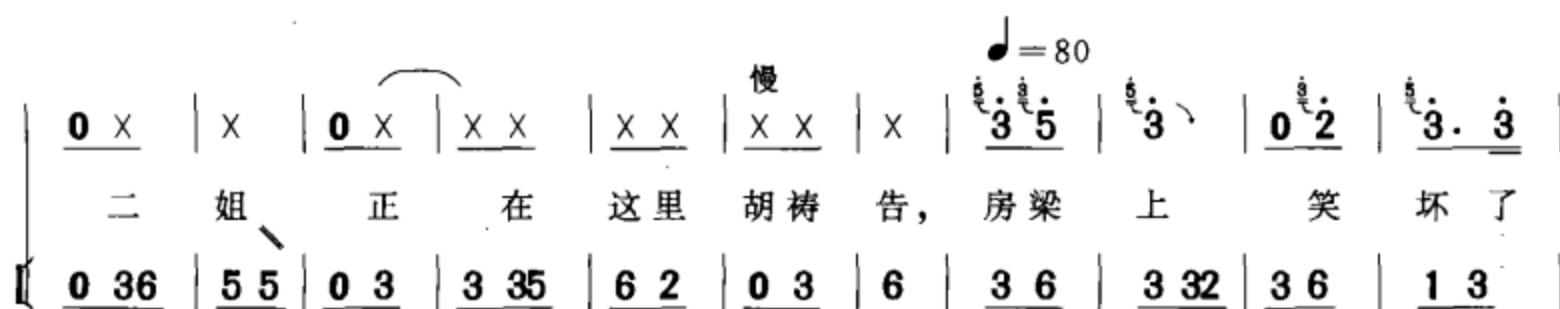 ♩=80
慢
0 X | X | 0 X | X X | X X | X X | X | 3 5 | 3 | 0 2 | 3. 3 |
二 姐 正 在 这里 胡祷 告, 房梁 上 笑 坏 了
0 36 | 5 5 | 0 3 | 3 35 | 6 2 | 0 3 | 6 | 3 6 | 3 32 | 3 6 | 1 3 |